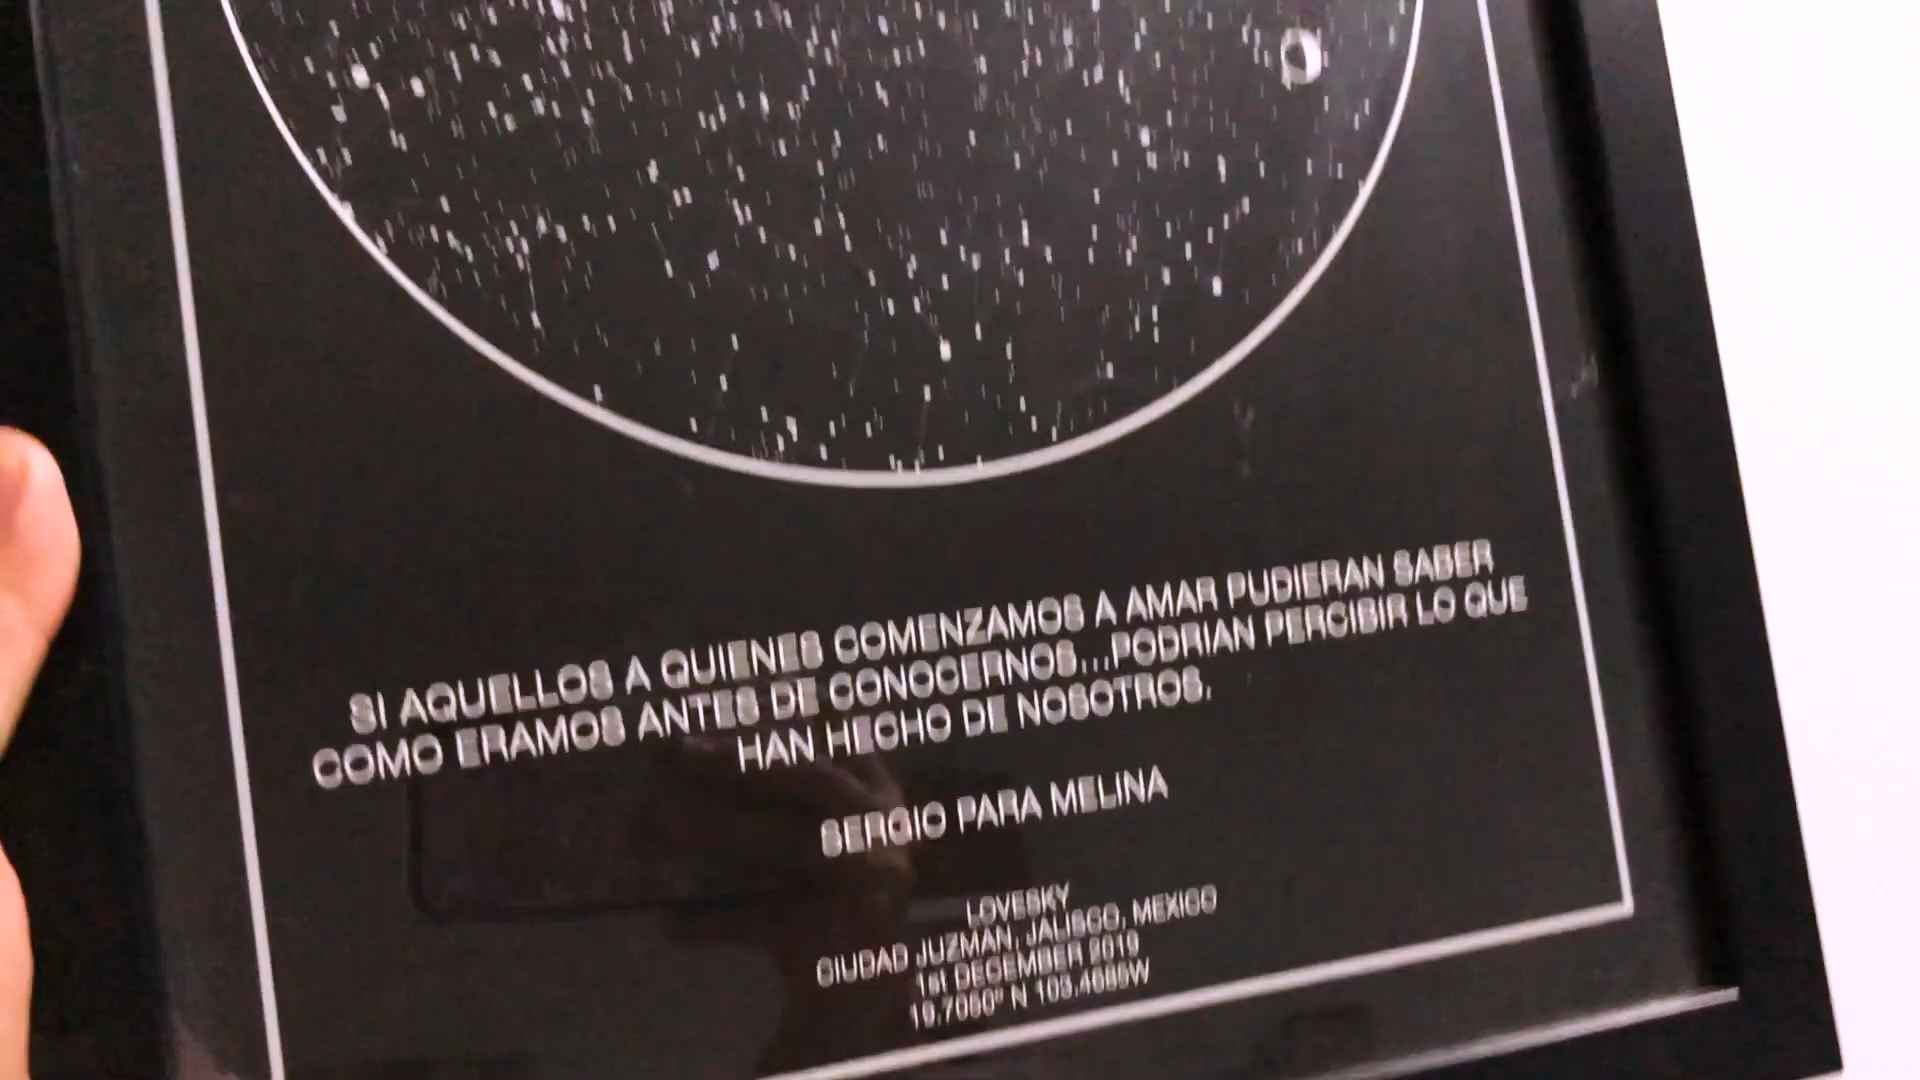 SI AQUELLOS A QUIENES COMENZAMOS A AMAR PUDIERAN SABER
COMO ERAMOS ANTES DE CONOCERNOS...PODRIAN PERCIBIR LO QUE
HAN HECHO DE NOSOTROS.
SERGIO PARA MELINA
LOVESKY
CIUDAD JUZMAN, JALISCO, MEXICO
1st DECEMBER 2019
N